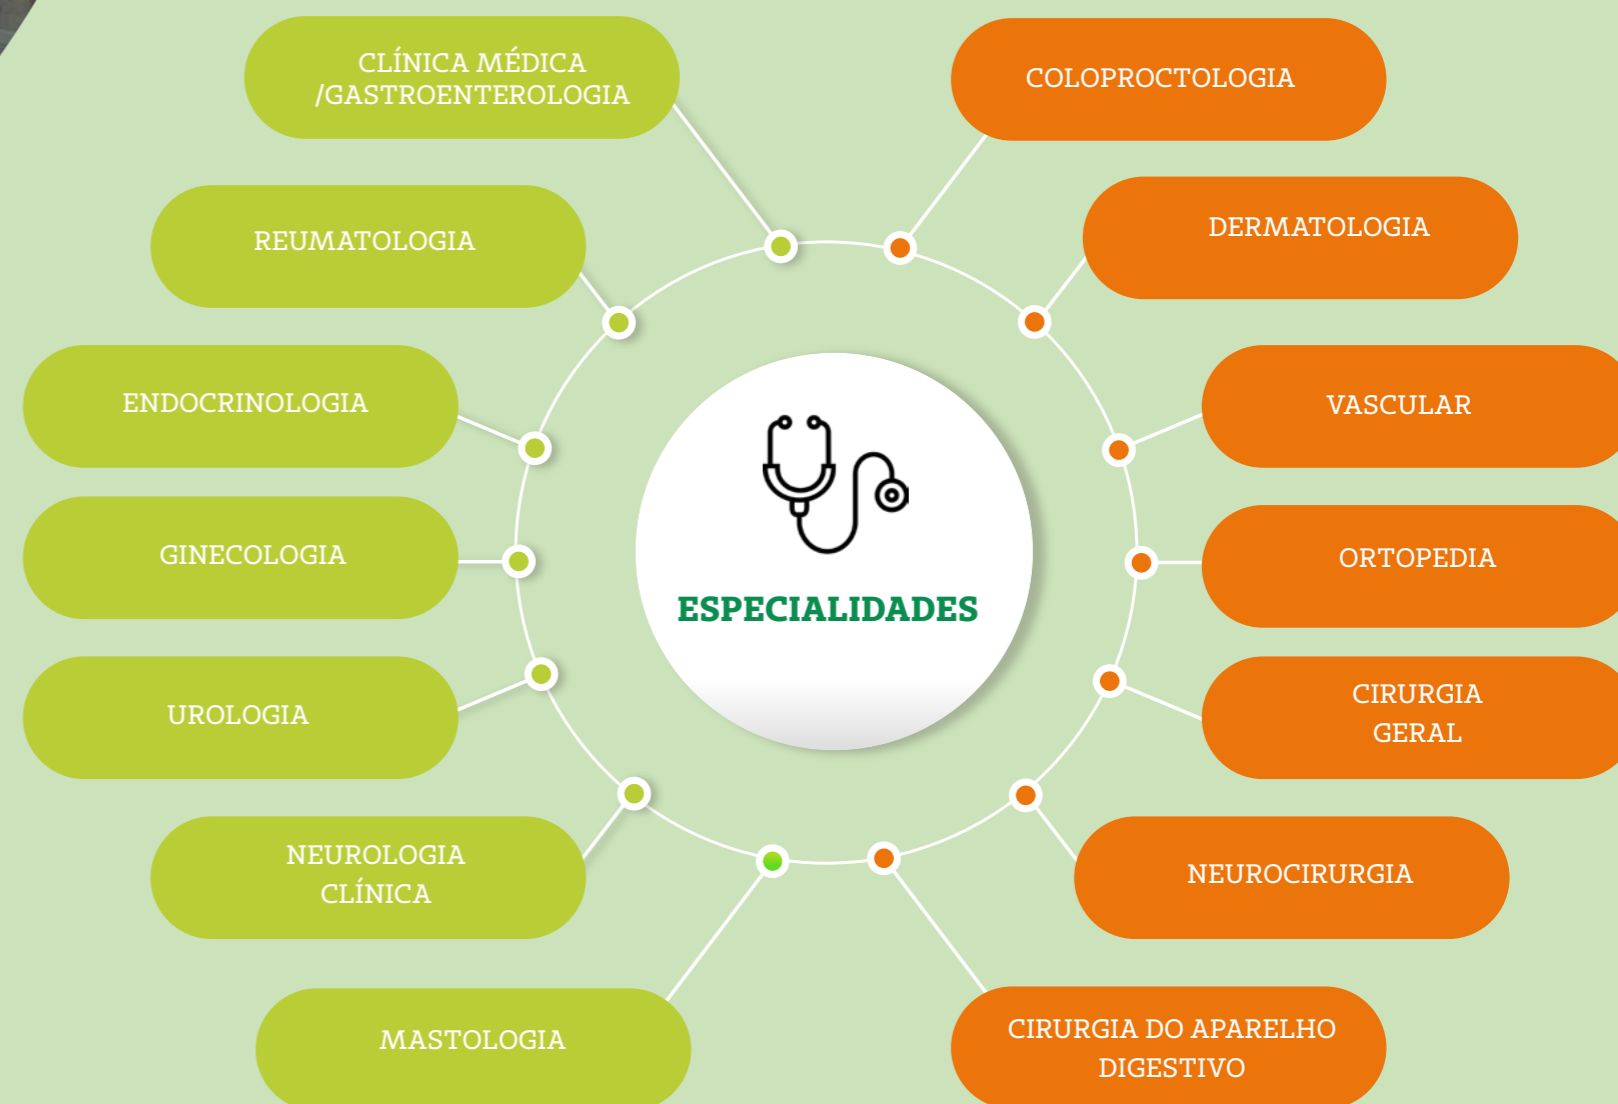 CLÍNICA MÉDICA
/GASTROENTEROLOGIA
REUMATOLOGIA
ENDOCRINOLOGIA
GINECOLOGIA
UROLOGIA
NEUROLOGIA
CLÍNICA
MASTOLOGIA
ESPECIALIDADES
COLOPROCTOLOGIA
DERMATOLOGIA
VASCULAR
ORTOPEDIA
CIRURGIA
GERAL
NEUROCIRURGIA
CIRURGIA DO APARELHO
DIGESTIVO